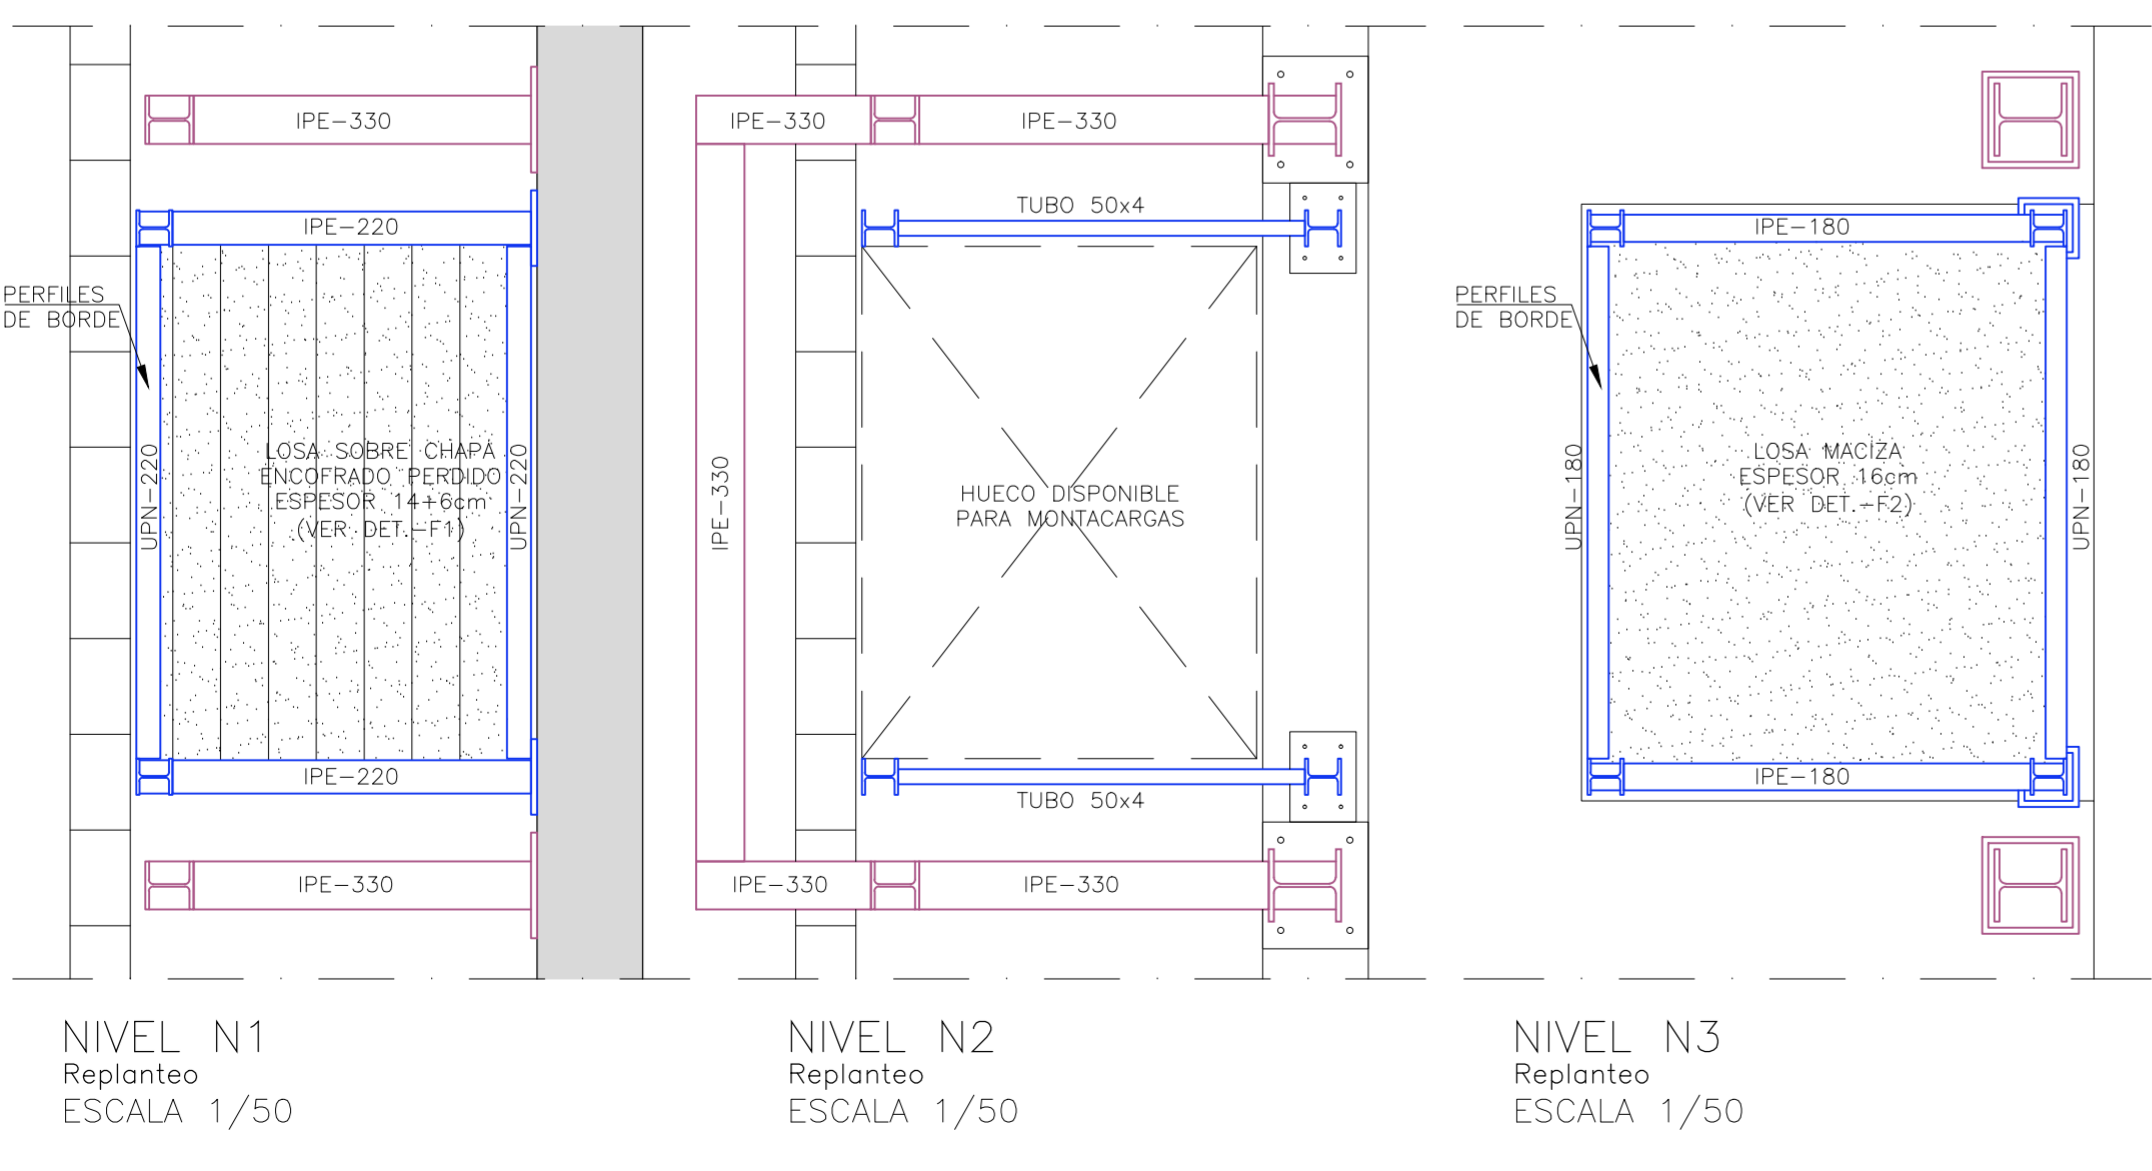 IPE-330
IPE-220
PERFILES
DE BORDE
UPN-220
LOSA SOBRE CHAPA
ENCOFRADO PERDIDO
ESPESOR 14+6cm
(VER DET.-F1)
UPN-220
IPE-220
IPE-330
NIVEL N1
Replanteo
ESCALA 1/50
IPE-330
IPE-330
TUBO 50x4
IPE-330
HUECO DISPONIBLE
PARA MONTACARGAS
TUBO 50x4
IPE-330
IPE-330
NIVEL N2
Replanteo
ESCALA 1/50
IPE-180
PERFILES
DE BORDE
UPN-180
LOSA MACIZA
ESPESOR 16cm
(VER DET.-F2)
UPN-180
IPE-180
NIVEL N3
Replanteo
ESCALA 1/50